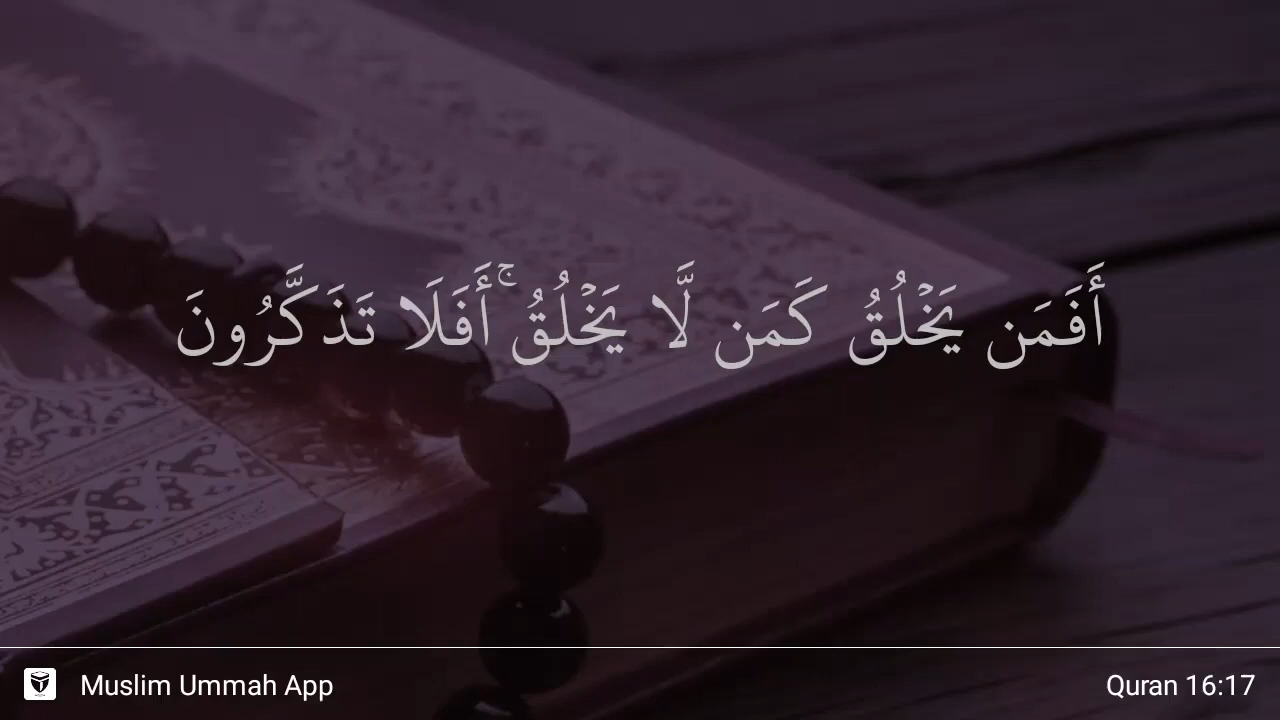 أَفَمَن يَخْلُقُ كَمَن لَّا يَخْلُقُ ۚ أَفَلَا تَذَكَّرُونَ
Muslim Ummah App
Quran 16:17